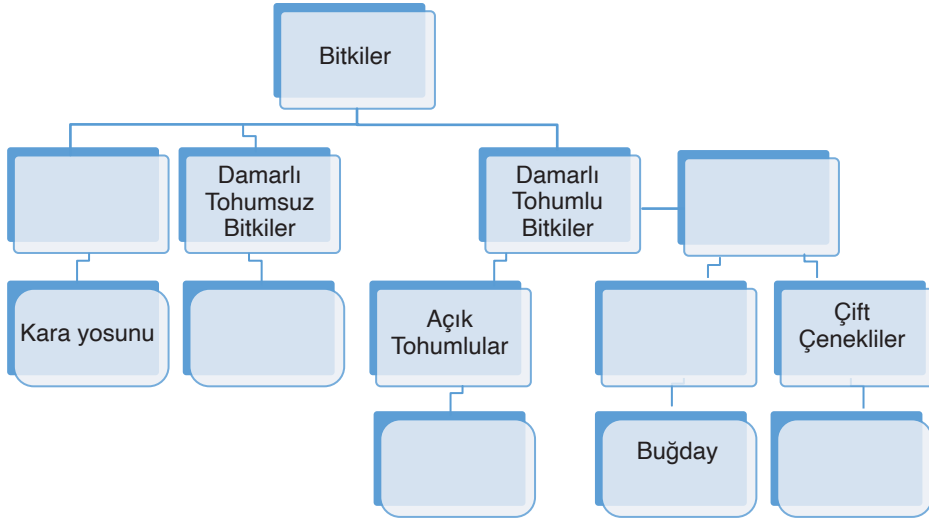 Bitkiler
Damarlı
Tohumsuz
Bitkiler
Damarlı
Tohumlu
Bitkiler
Kara yosunu
Açık
Tohumlular
Çift
Çenekliler
Buğday